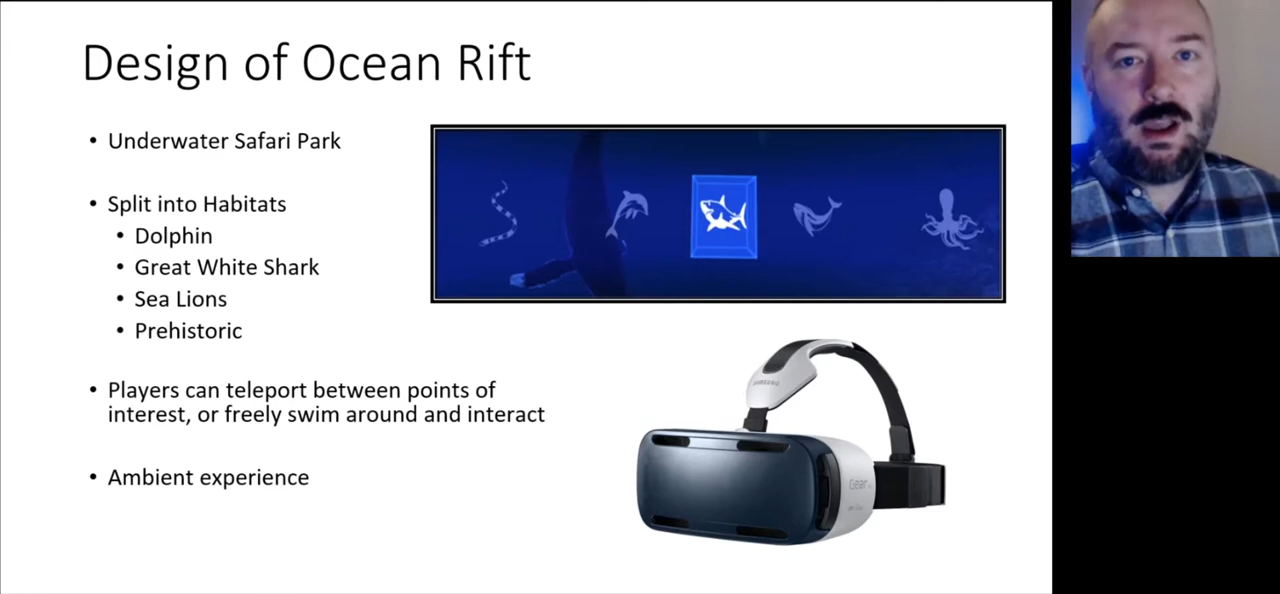 Design of Ocean Rift
• Underwater Safari Park
• Split into Habitats
• Dolphin
• Great White Shark
• Sea Lions
• Prehistoric
• Players can teleport between points of
interest, or freely swim around and interact
• Ambient experience
SAMSUNG
Gear